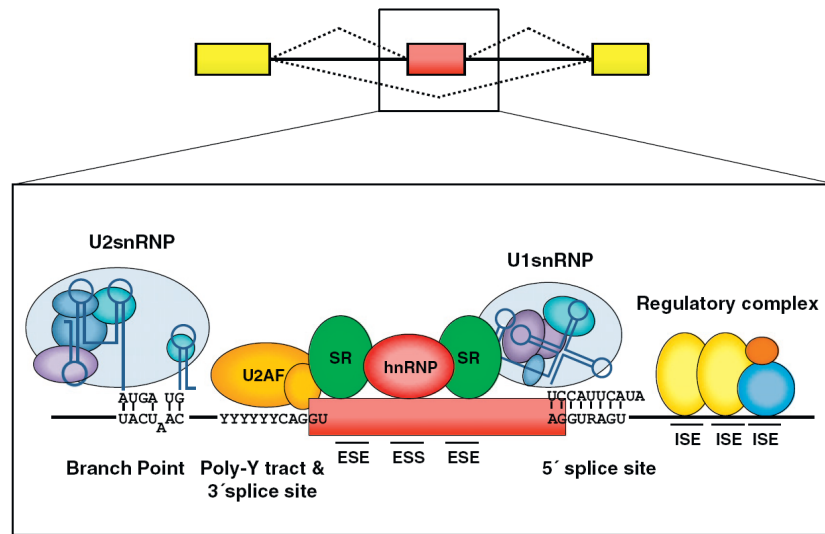 U2snRNP
U1snRNP
Regulatory complex
SR
hnRNP
SR
U2AF
AUGA UG
UCCAUUCAUA
UACU AC
A
YYYYYYCAGGU
AGGURAGU
ESE
ESS
ESE
ISE
ISE
ISE
Branch Point
Poly-Y tract &
3´splice site
5´ splice site